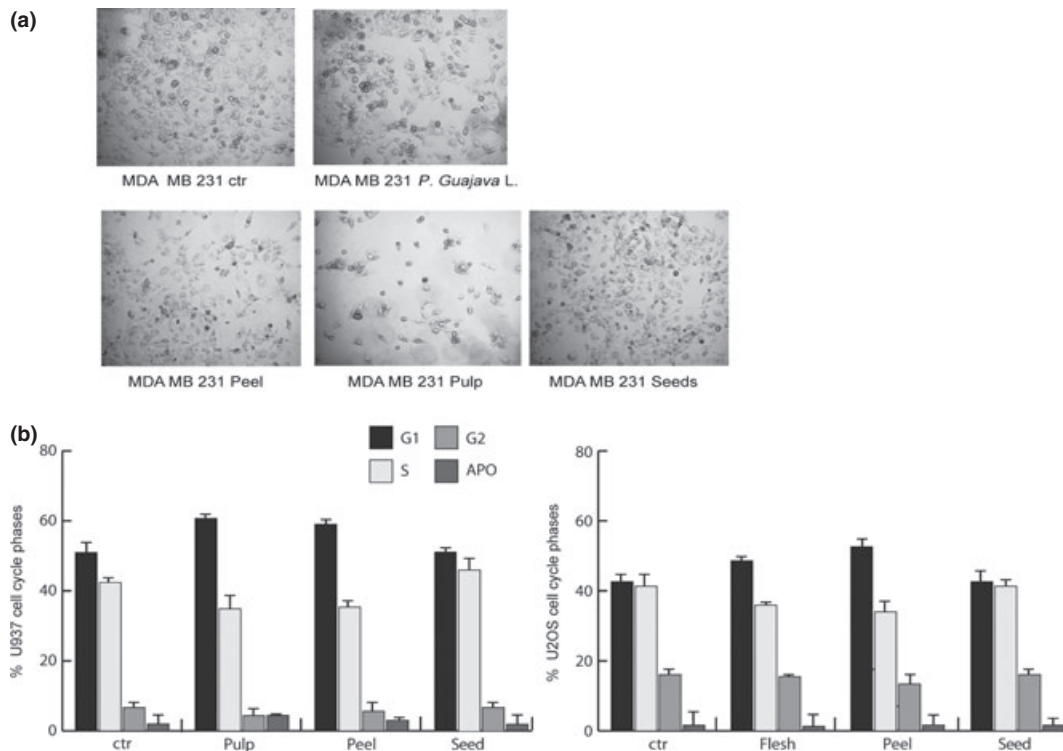 (a)
MDA MB 231 ctr
MDA MB 231 P. Guajava L.
MDA MB 231 Peel
MDA MB 231 Pulp
MDA MB 231 Seeds
(b)
G1
G2
S
APO
% U937 cell cycle phases
80
60
40
20
0
ctr
Pulp
Peel
Seed
% U2OS cell cycle phases
80
60
40
20
0
ctr
Flesh
Peel
Seed